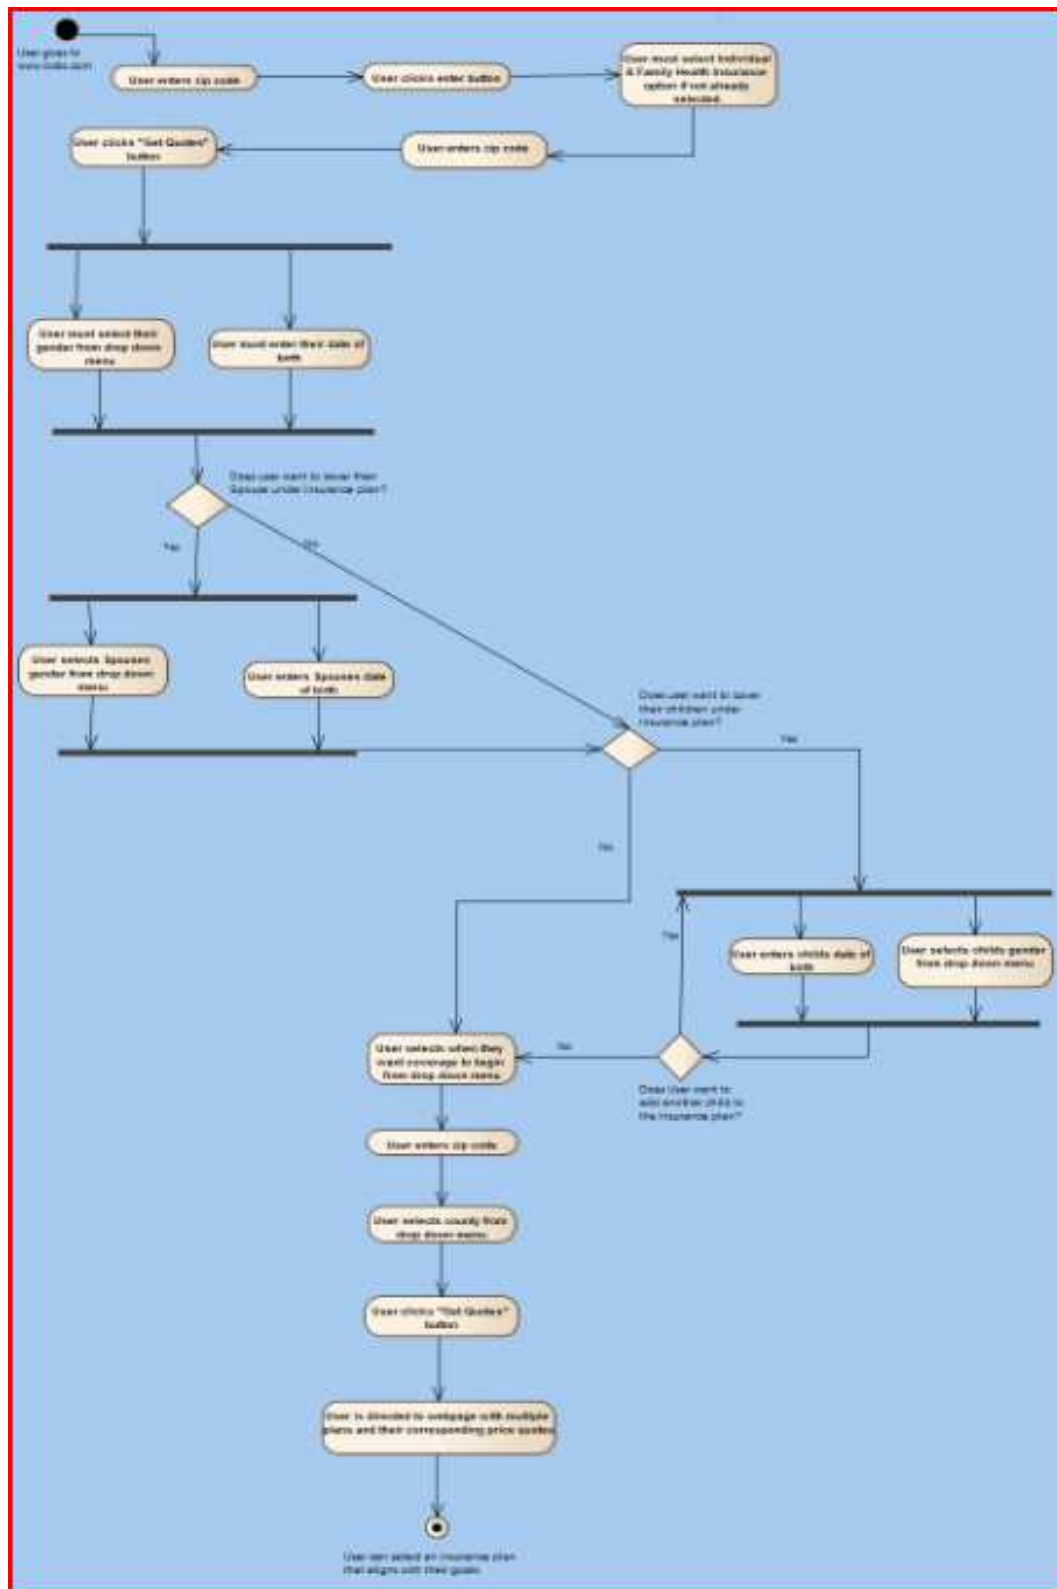 User goes to
User enters zip code
User clicks enter button
User must select Individual
& Family Health Insurance
option if not already
selected.
User clicks "Get Quotes"
button
User enters zip code
User must select their
gender from drop down
menu
User must enter their date of
birth
Does user want to cover their
Spouse under insurance plan?
Yes
No
User selects Spouses
gender from drop down
menu
User enters Spouses date
of birth
Does user want to cover
their children under
insurance plan?
Yes
Yes
User enters childs date of
birth
User selects childs gender
from drop down menu
User selects when they
want coverage to begin
from drop down menu
No
Does User want to
add another child to
the insurance plan?
User enters zip code
User selects county from
drop down menu
User clicks "Get Quotes"
button
User is directed to webpage with multiple
plans and their corresponding price quotes
User can select an insurance plan
that aligns with their goals